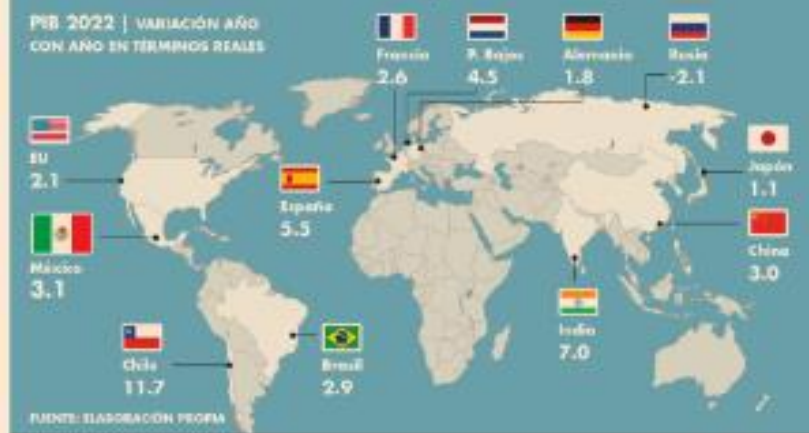 PIB 2022 | VARIACIÓN AÑO
CON AÑO EN TÉRMINOS REALES
Francia
2.6
P. Bajos
4.5
Alemania
1.8
Rusia
-2.1
EU
2.1
España
5.5
Japón
1.1
México
3.1
China
3.0
India
7.0
Chile
11.7
Brasil
2.9
FUENTE: ELABORACIÓN PROPIA